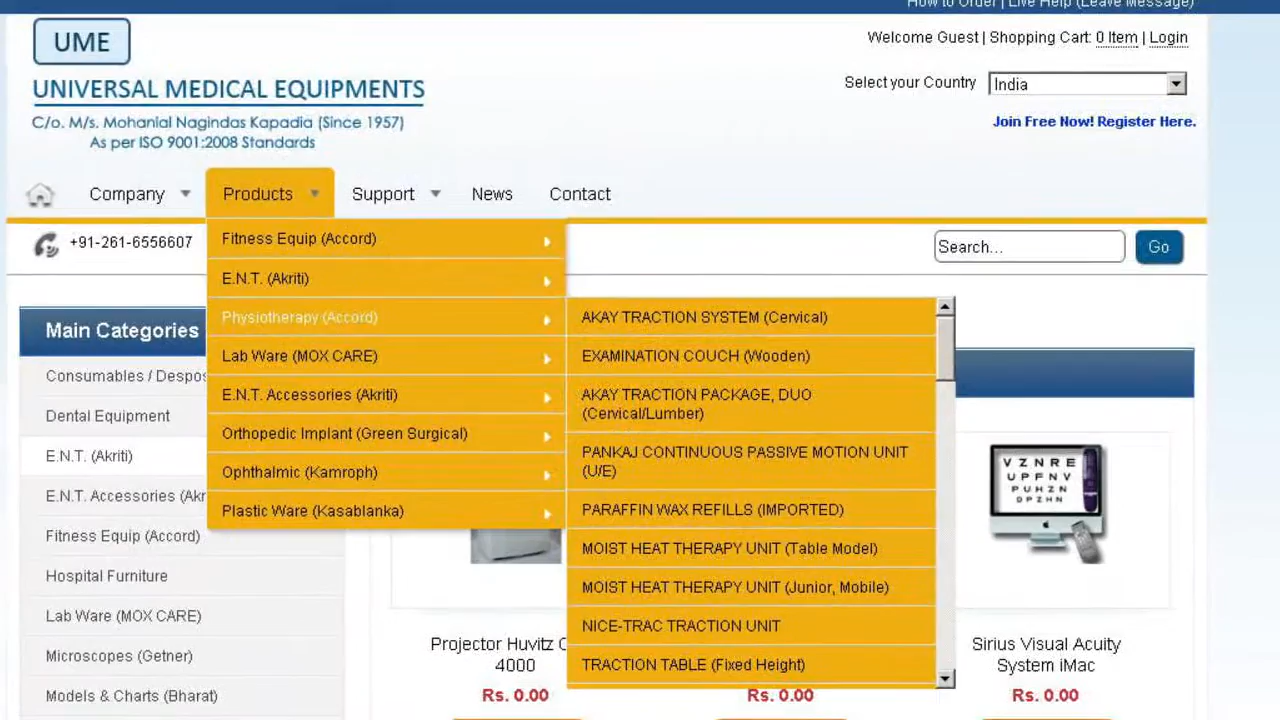 How to Order | Live Help (Leave Message)
UME
Welcome Guest | Shopping Cart: 0 Item | Login
UNIVERSAL MEDICAL EQUIPMENTS
Select your Country India
C/o. M/s. Mohanlal Nagindas Kapadia (Since 1957)
Join Free Now! Register Here.
As per ISO 9001:2008 Standards
Company Products Support News Contact
+91-261-6556607
Search... Go
Fitness Equip (Accord)
E.N.T. (Akriti)
Physiotherapy (Accord)
Lab Ware (MOX CARE)
E.N.T. Accessories (Akriti)
Orthopedic Implant (Green Surgical)
Ophthalmic (Kamroph)
Plastic Ware (Kasablanka)
AKAY TRACTION SYSTEM (Cervical)
EXAMINATION COUCH (Wooden)
AKAY TRACTION PACKAGE, DUO
(Cervical/Lumber)
PANKAJ CONTINUOUS PASSIVE MOTION UNIT
(U/E)
PARAFFIN WAX REFILLS (IMPORTED)
MOIST HEAT THERAPY UNIT (Table Model)
MOIST HEAT THERAPY UNIT (Junior, Mobile)
NICE-TRAC TRACTION UNIT
TRACTION TABLE (Fixed Height)
Main Categories
Consumables / Despos
Dental Equipment
E.N.T. (Akriti)
E.N.T. Accessories (Akr
Fitness Equip (Accord)
Hospital Furniture
Lab Ware (MOX CARE)
Microscopes (Getner)
Models & Charts (Bharat)
VZNRE
UPFNV
PUHZN
DPZHN
Projector Huvitz C
4000
Rs. 0.00
Rs. 0.00
Sirius Visual Acuity
System iMac
Rs. 0.00